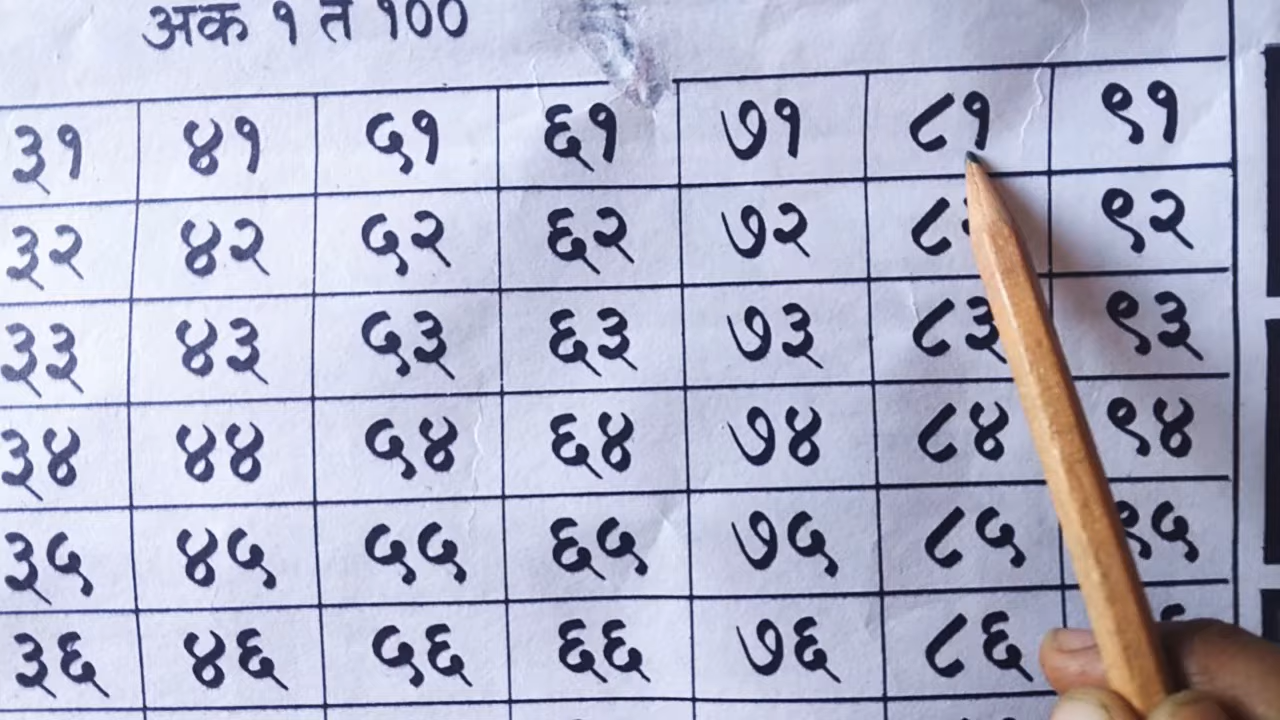 अंक १ ते १००
३१ ४१ ५१ ६१ ७१ ८१ ९१
३२ ४२ ५२ ६२ ७२ ९२
३३ ४३ ५३ ६३ ७३ ८३ ९३
३४ ४४ ५४ ६४ ७४ ८४ ९४
३५ ४५ ५५ ६५ ७५ ८५ ९५
३६ ४६ ५६ ६६ ७६ ८६